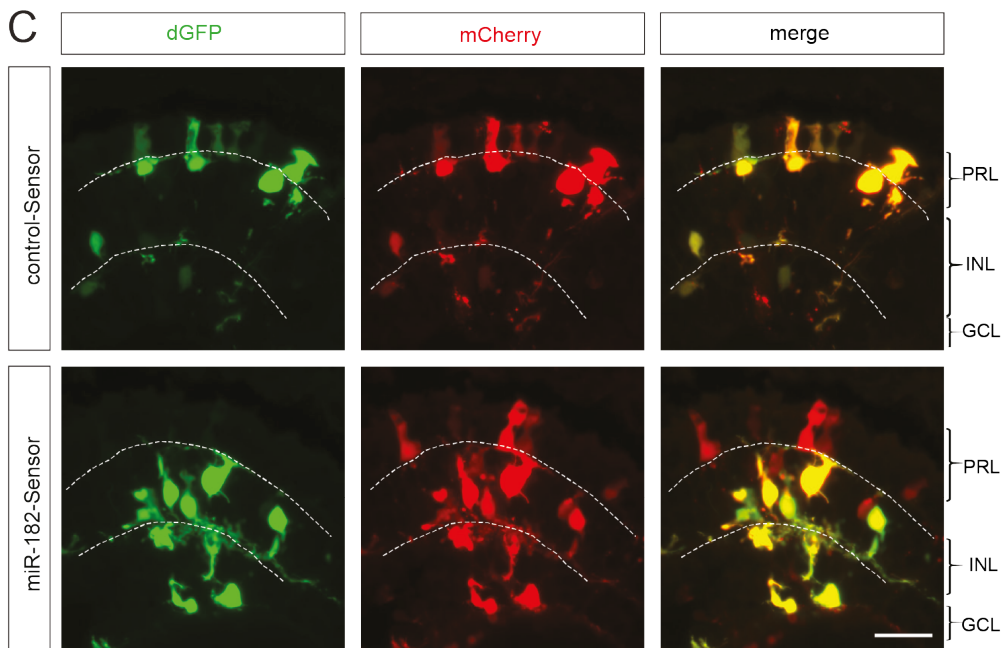 C
dGFP
mCherry
merge
control-Sensor
PRL
INL
GCL
miR-182-Sensor
PRL
INL
GCL